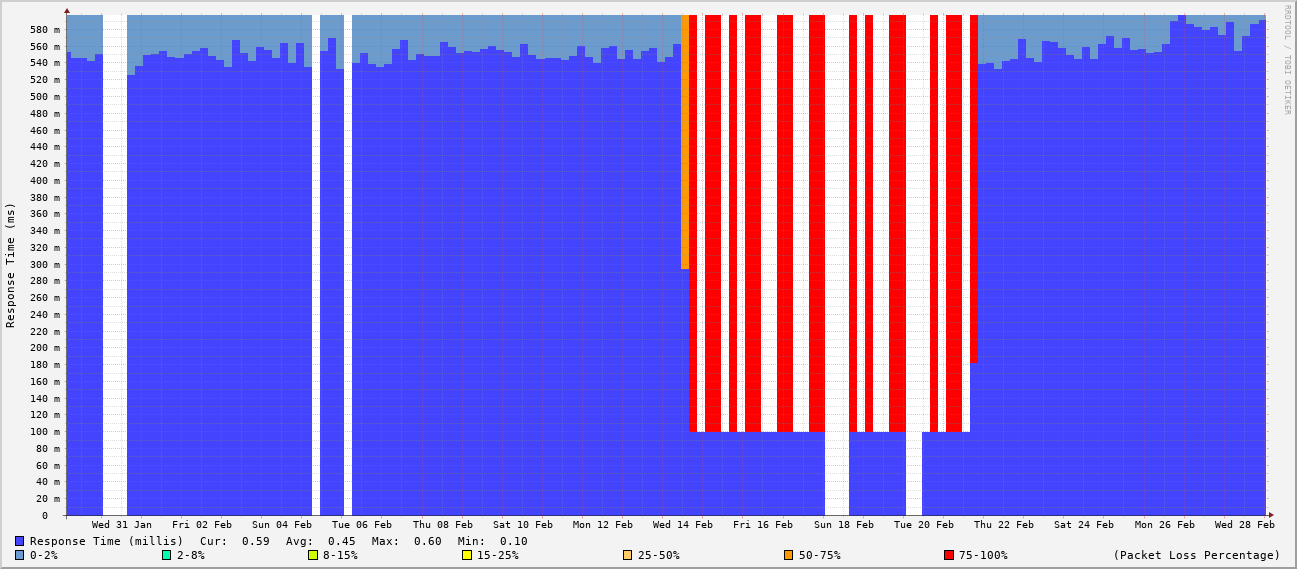 RRDTOOL / TOBI OETIKER
Response Time (ms)
580 m
560 m
540 m
520 m
500 m
480 m
460 m
440 m
420 m
400 m
380 m
360 m
340 m
320 m
300 m
280 m
260 m
240 m
220 m
200 m
180 m
160 m
140 m
120 m
100 m
80 m
60 m
40 m
20 m
0
Wed 31 Jan Fri 02 Feb Sun 04 Feb Tue 06 Feb Thu 08 Feb Sat 10 Feb Mon 12 Feb Wed 14 Feb Fri 16 Feb Sun 18 Feb Tue 20 Feb Thu 22 Feb Sat 24 Feb Mon 26 Feb Wed 28 Feb
Response Time (millis) Cur: 0.59 Avg: 0.45 Max: 0.60 Min: 0.10
0-2% 2-8% 8-15% 15-25% 25-50% 50-75% 75-100% (Packet Loss Percentage)